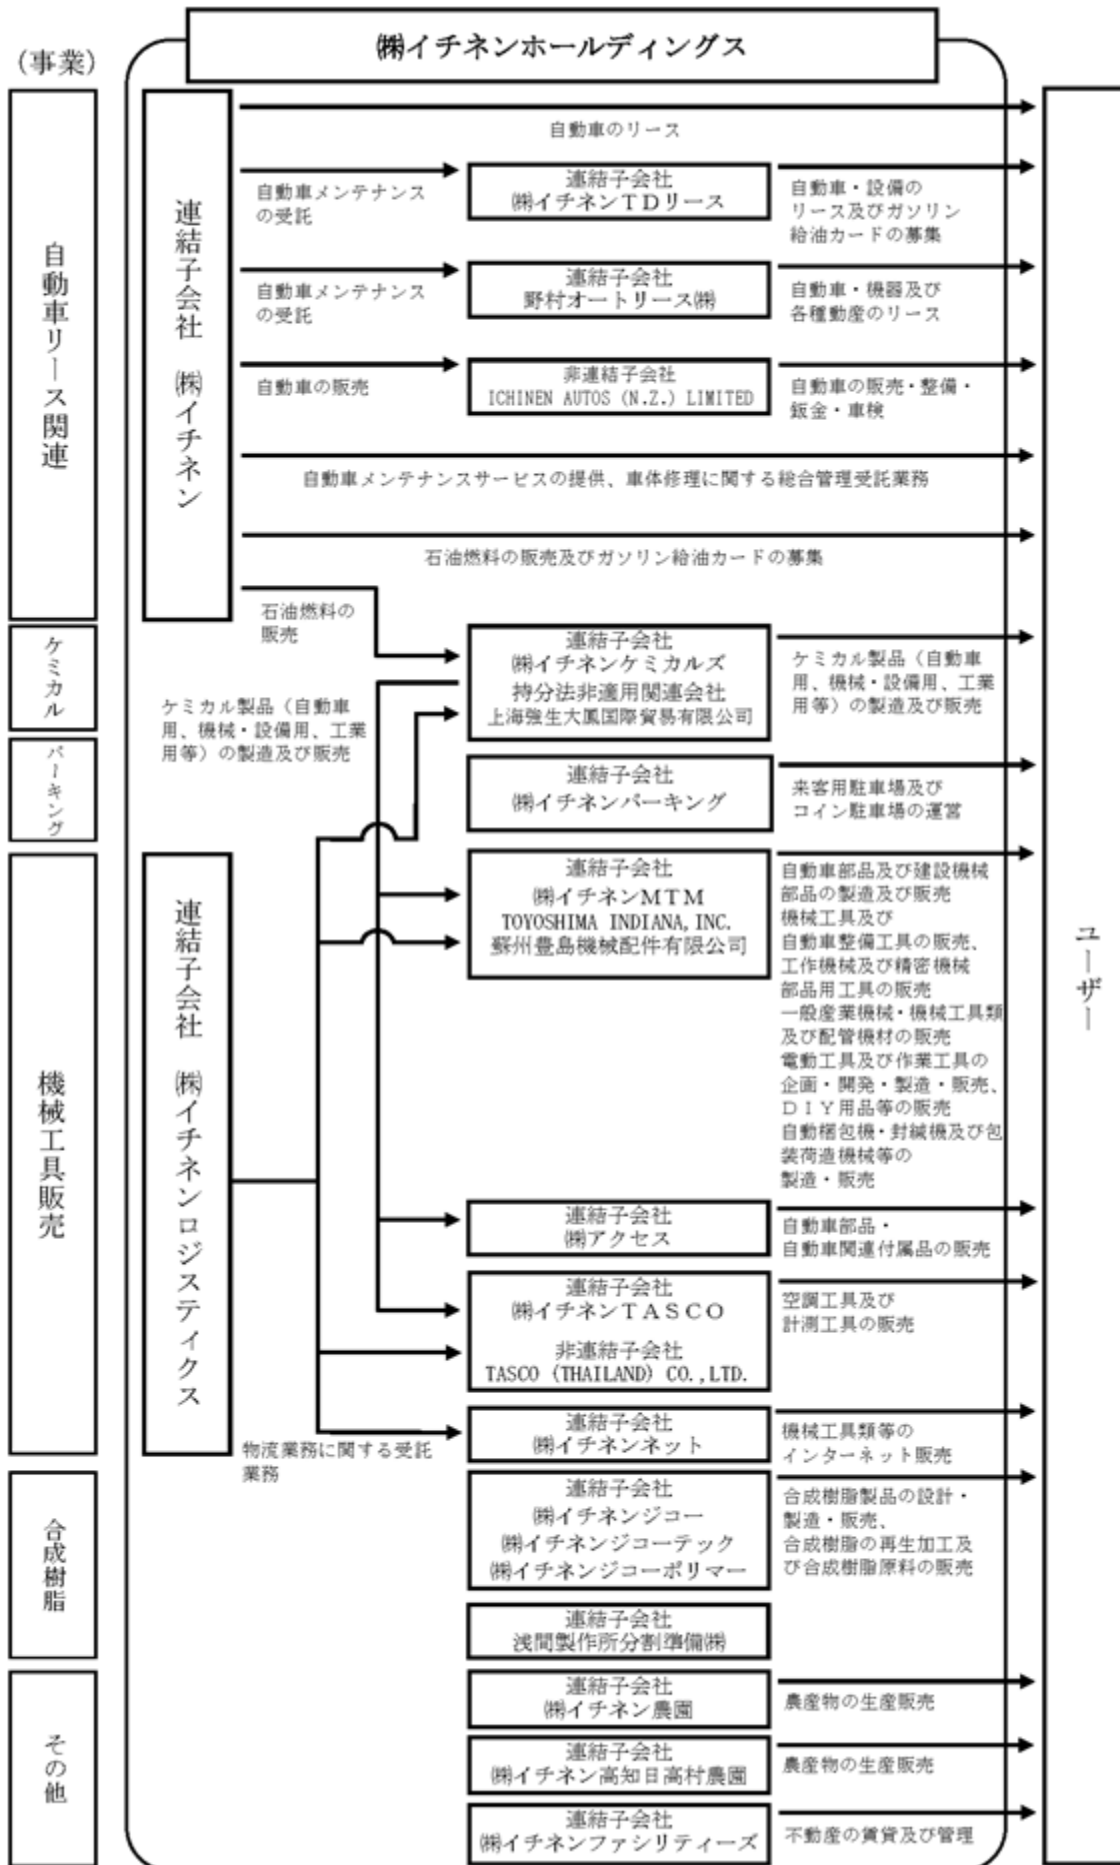 ㈱イチネンホールディングス
(事業)
自動車リース関連
連結子会社 ㈱イチネン
自動車のリース
自動車メンテナンス
の受託
連結子会社
㈱イチネンTDリース
自動車・設備の
リース及びガソリン
給油カードの募集
自動車メンテナンス
の受託
連結子会社
野村オートリース㈱
自動車・機器及び
各種動産のリース
自動車の販売
非連結子会社
ICHINEN AUTOS (N.Z.) LIMITED
自動車の販売・整備・
鈑金・車検
自動車メンテナンスサービスの提供、車体修理に関する総合管理受託業務
石油燃料の販売及びガソリン給油カードの募集
石油燃料の
販売
ケミカル
連結子会社
㈱イチネンケミカルズ
持分法非適用関連会社
上海強生大鳳国際貿易有限公司
ケミカル製品（自動車
用、機械・設備用、工業
用等）の製造及び販売
ケミカル製品（自動車
用、機械・設備用、工業
用等）の製造及び販売
パーキング
連結子会社
㈱イチネンパーキング
来客用駐車場及び
コイン駐車場の運営
機械工具販売
連結子会社 ㈱イチネンロジスティクス
連結子会社
㈱イチネンMTM
TOYOSHIMA INDIANA, INC.
蘇州豊島機械配件有限公司
自動車部品及び建設機械
部品の製造及び販売
機械工具及び
自動車整備工具の販売、
工作機械及び精密機械
部品用工具の販売
一般産業機械・機械工具類
及び配管機材の販売
電動工具及び作業工具の
企画・開発・製造・販売、
ＤＩＹ用品等の販売
自動梱包機・封緘機及び包
装荷造機械等の
製造・販売
連結子会社
㈱アクセス
自動車部品・
自動車関連付属品の販売
連結子会社
㈱イチネンＴＡＳＣＯ
非連結子会社
TASCO (THAILAND) CO.,LTD.
空調工具及び
計測工具の販売
連結子会社
㈱イチネンネット
機械工具類等の
インターネット販売
物流業務に関する受託
業務
合成樹脂
連結子会社
㈱イチネンジコー
㈱イチネンジコーテック
㈱イチネンジコーポリマー
合成樹脂製品の設計・
製造・販売、
合成樹脂の再生加工及
び合成樹脂原料の販売
連結子会社
浅間製作所分割準備㈱
その他
連結子会社
㈱イチネン農園
農産物の生産販売
連結子会社
㈱イチネン高知日高村農園
農産物の生産販売
連結子会社
㈱イチネンファシリティーズ
不動産の賃貸及び管理
ユーザー